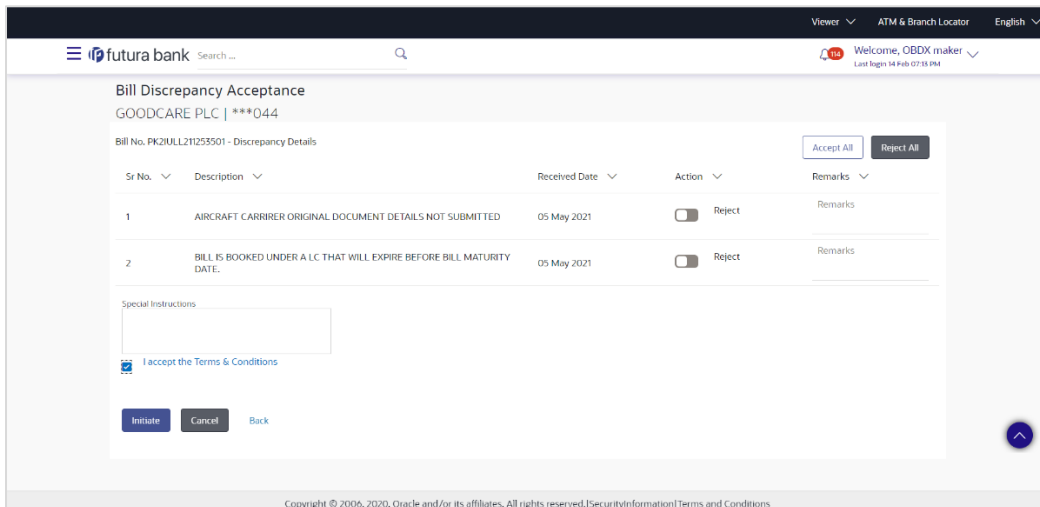 Viewer ATM & Branch Locator English
futura bank Search ... 114 Welcome, OBDX maker
Last login 14 Feb 07:13 PM
Bill Discrepancy Acceptance
GOODCARE PLC | ***044
Bill No. PK2IULL211253501 - Discrepancy Details Accept All Reject All
Sr No. Description Received Date Action Remarks
1 AIRCRAFT CARRIRER ORIGINAL DOCUMENT DETAILS NOT SUBMITTED 05 May 2021 Reject Remarks
2 BILL IS BOOKED UNDER A LC THAT WILL EXPIRE BEFORE BILL MATURITY 05 May 2021 Reject Remarks
DATE.
Special Instructions
I accept the Terms & Conditions
Initiate Cancel Back
Copyright © 2006, 2020, Oracle and/or its affiliates. All rights reserved.|SecurityInformation|Terms and Conditions